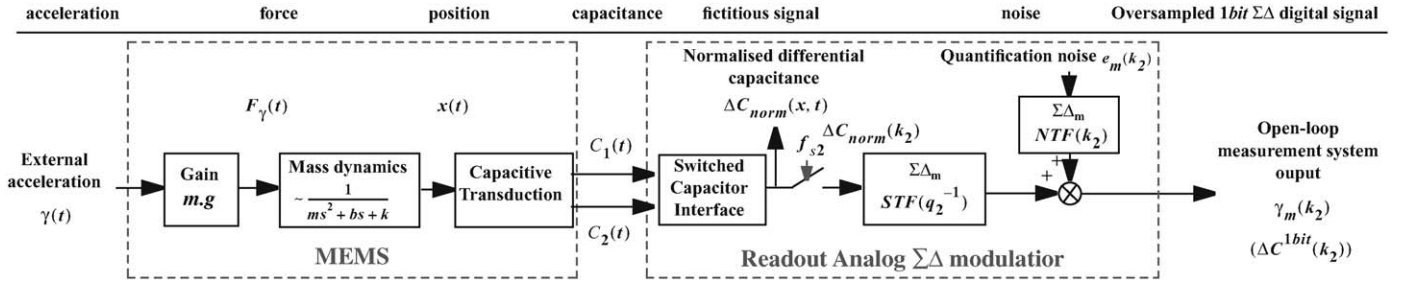 acceleration force position capacitance fictitious signal noise Oversampled 1bit ΣΔ digital signal
Normalised differential
capacitance
ΔC_norm(x, t)
Quantification noise e_m(k_2)
F_γ(t)
x(t)
C_1(t)
f_s2
ΔC_norm(k_2)
ΣΔ_m
NTF(k_2)
External
acceleration
γ(t)
Gain
m.g
Mass dynamics
~ 1 / (ms^2 + bs + k)
Capacitive
Transduction
C_2(t)
Switched
Capacitor
Interface
ΣΔ_m
STF(q_2^-1)
+
+
Open-loop
measurement system
ouput
γ_m(k_2)
(ΔC^1bit(k_2))
MEMS
Readout Analog ΣΔ modulatior